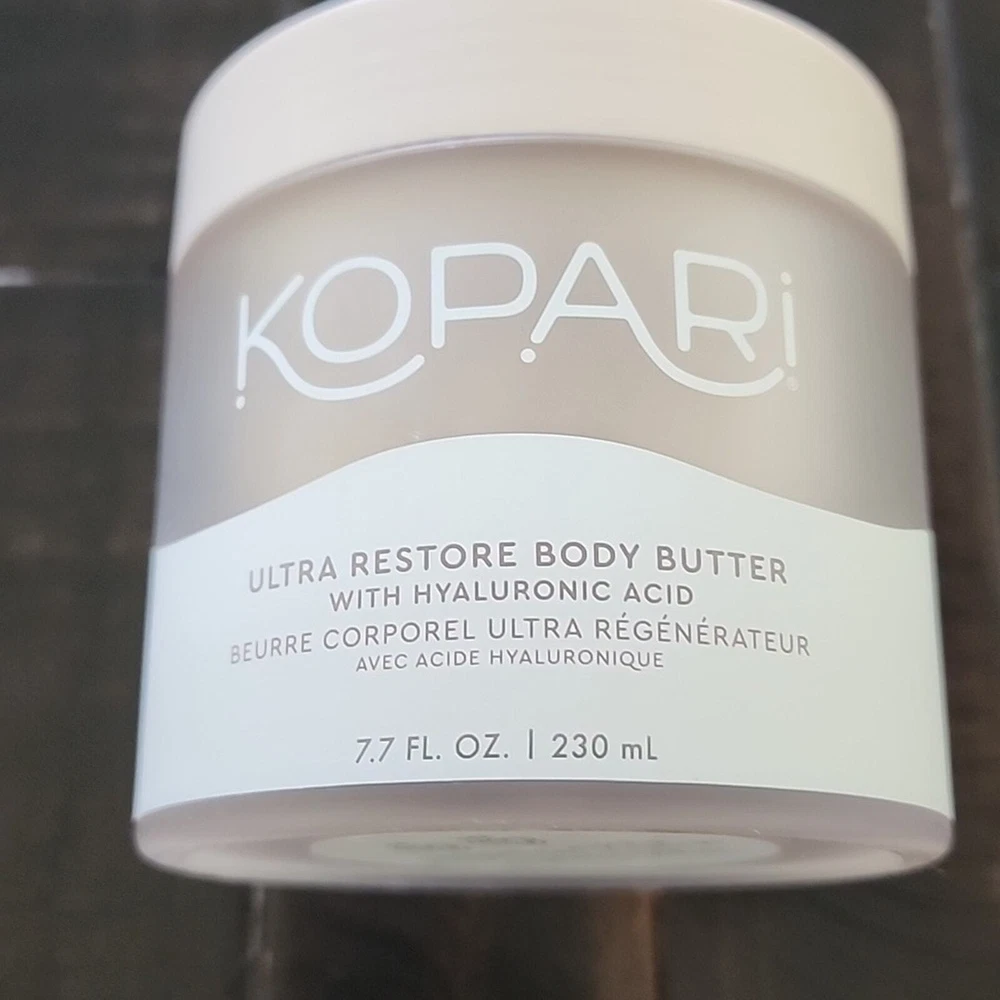 KOPARi
ULTRA RESTORE BODY BUTTER
WITH HYALURONIC ACID
BEURRE CORPOREL ULTRA RÉGÉNÉRATEUR
AVEC ACIDE HYALURONIQUE
7.7 FL. OZ. | 230 mL